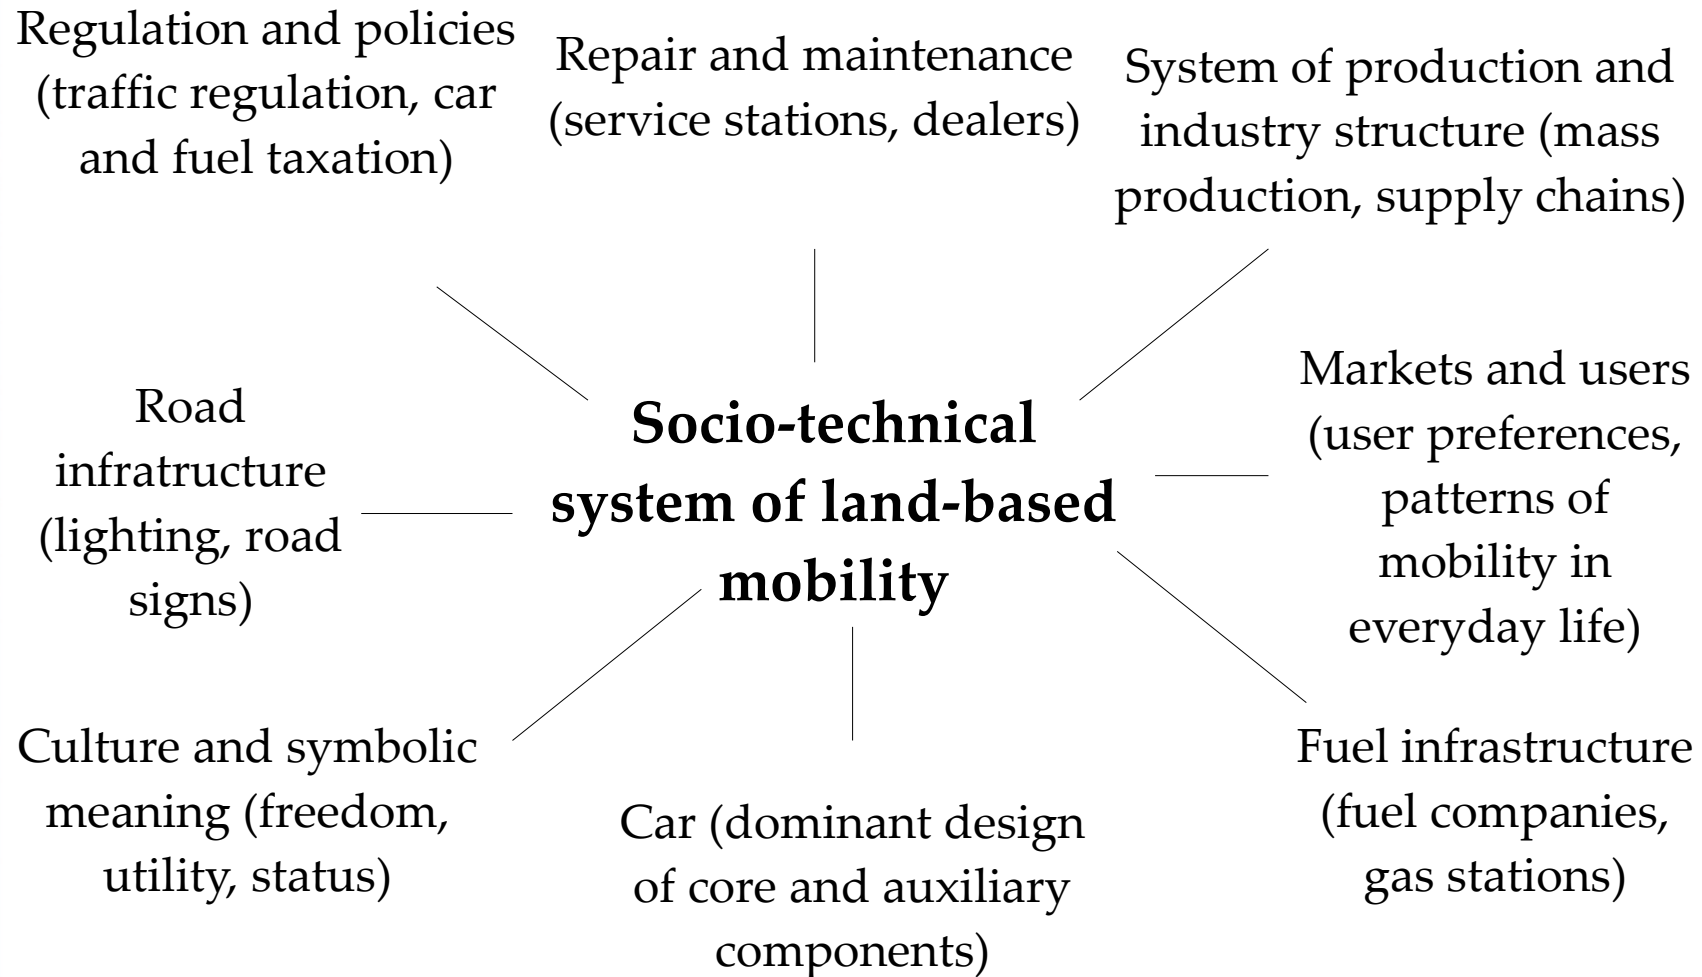 Regulation and policies
(traffic regulation, car
and fuel taxation)
Repair and maintenance
(service stations, dealers)
System of production and
industry structure (mass
production, supply chains)
Road
infratructure
(lighting, road
signs)
Socio-technical
system of land-based
mobility
Markets and users
(user preferences,
patterns of
mobility in
everyday life)
Culture and symbolic
meaning (freedom,
utility, status)
Car (dominant design
of core and auxiliary
components)
Fuel infrastructure
(fuel companies,
gas stations)